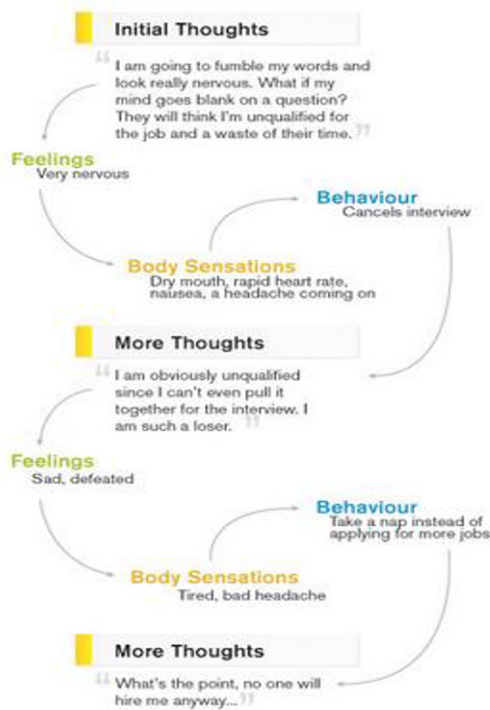 Initial Thoughts
“ I am going to fumble my words and
look really nervous. What if my
mind goes blank on a question?
They will think I'm unqualified for
the job and a waste of their time. ”
Feelings
Very nervous
Behaviour
Cancels interview
Body Sensations
Dry mouth, rapid heart rate,
nausea, a headache coming on
More Thoughts
“ I am obviously unqualified
since I can't even pull it
together for the interview. I
am such a loser. ”
Feelings
Sad, defeated
Behaviour
Take a nap instead of
applying for more jobs
Body Sensations
Tired, bad headache
More Thoughts
“ What's the point, no one will
hire me anyway... ”